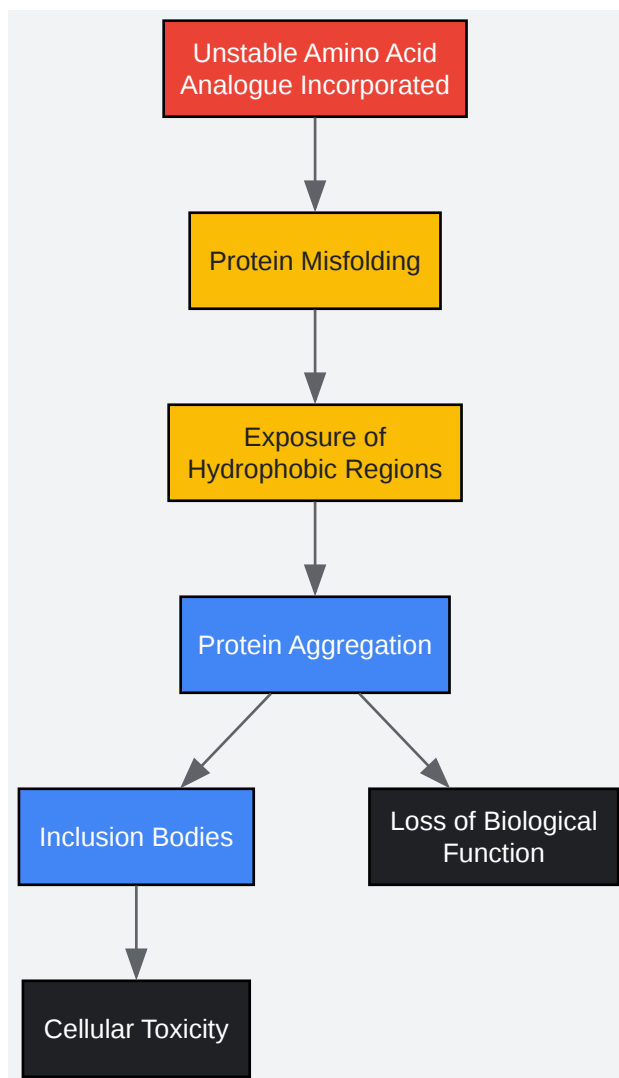 Unstable Amino Acid
Analogue Incorporated
Protein Misfolding
Exposure of
Hydrophobic Regions
Protein Aggregation
Inclusion Bodies
Loss of Biological
Function
Cellular Toxicity